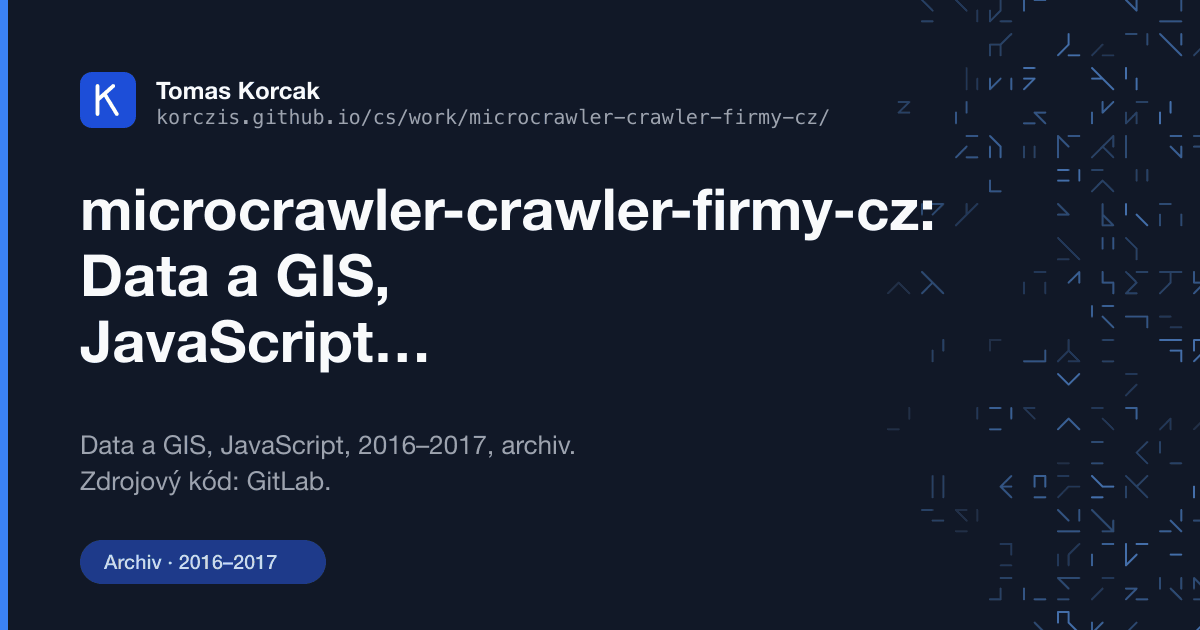 K
Tomas Korcak
korczis.github.io/cs/work/microcrawler-crawler-firmy-cz/
microcrawler-crawler-firmy-cz:
Data a GIS,
JavaScript…
Data a GIS, JavaScript, 2016–2017, archiv.
Zdrojový kód: GitLab.
Archiv · 2016–2017